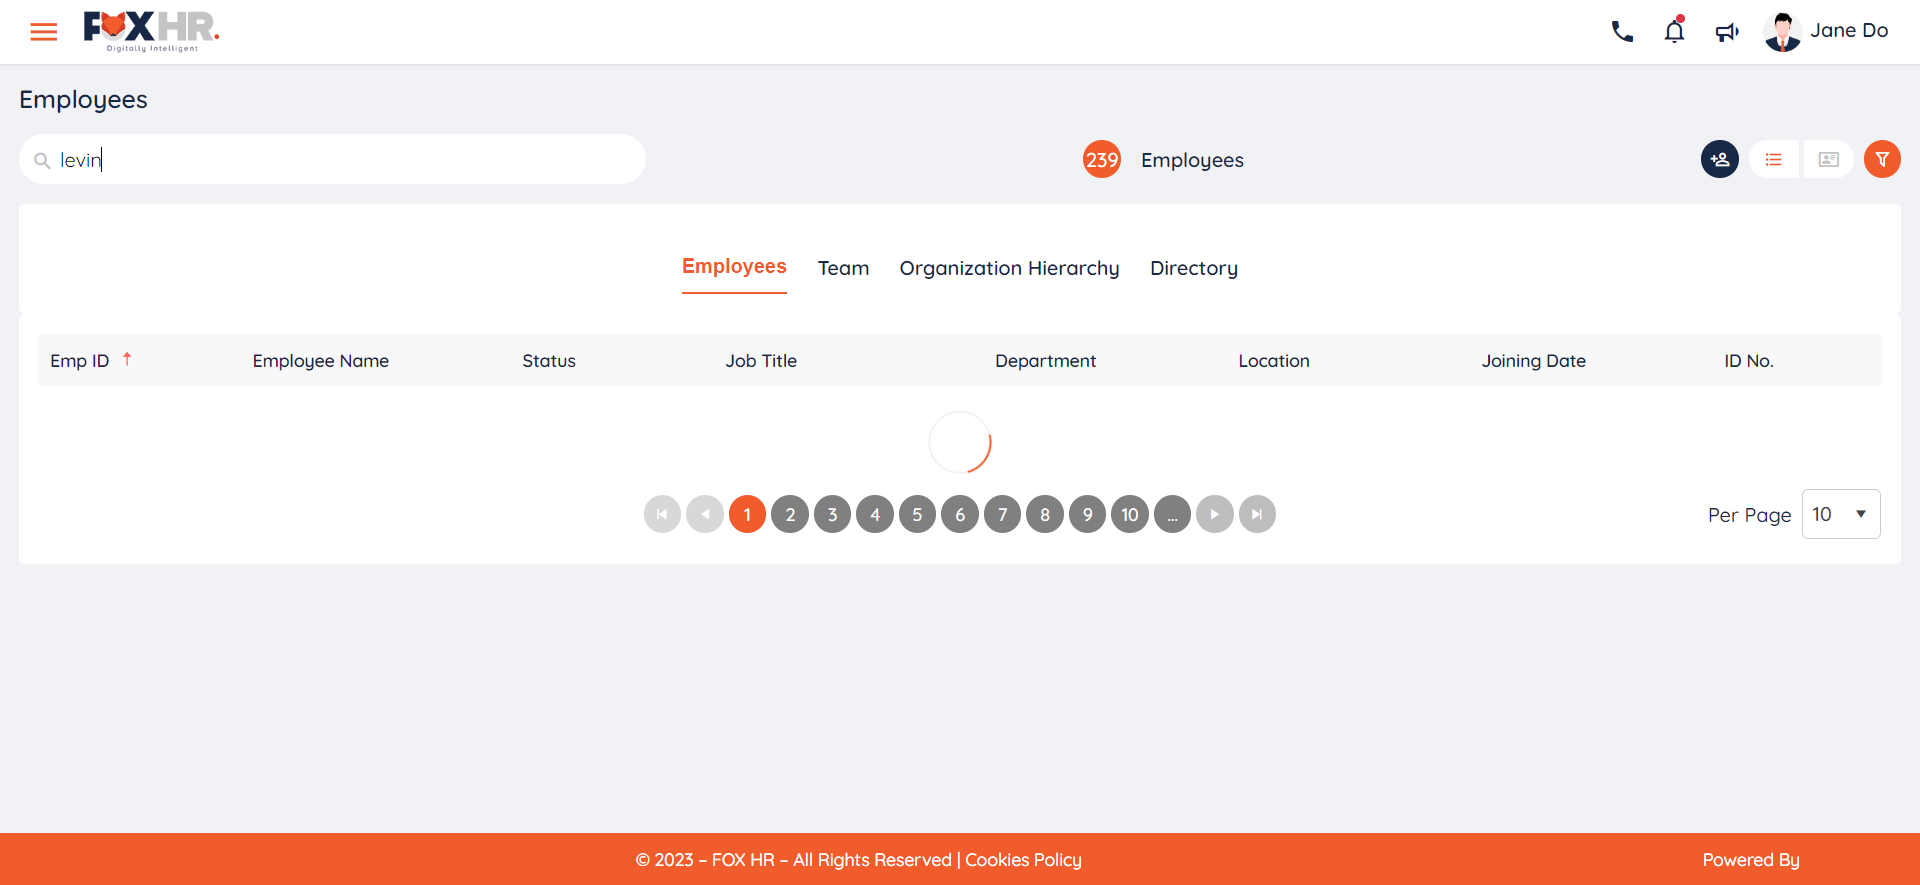 FOXHR.
Digitally Intelligent
Jane Do
Employees
levin
239 Employees
Employees Team Organization Hierarchy Directory
Emp ID Employee Name Status Job Title Department Location Joining Date ID No.
1 2 3 4 5 6 7 8 9 10 ...
Per Page 10
© 2023 – FOX HR – All Rights Reserved | Cookies Policy
Powered By